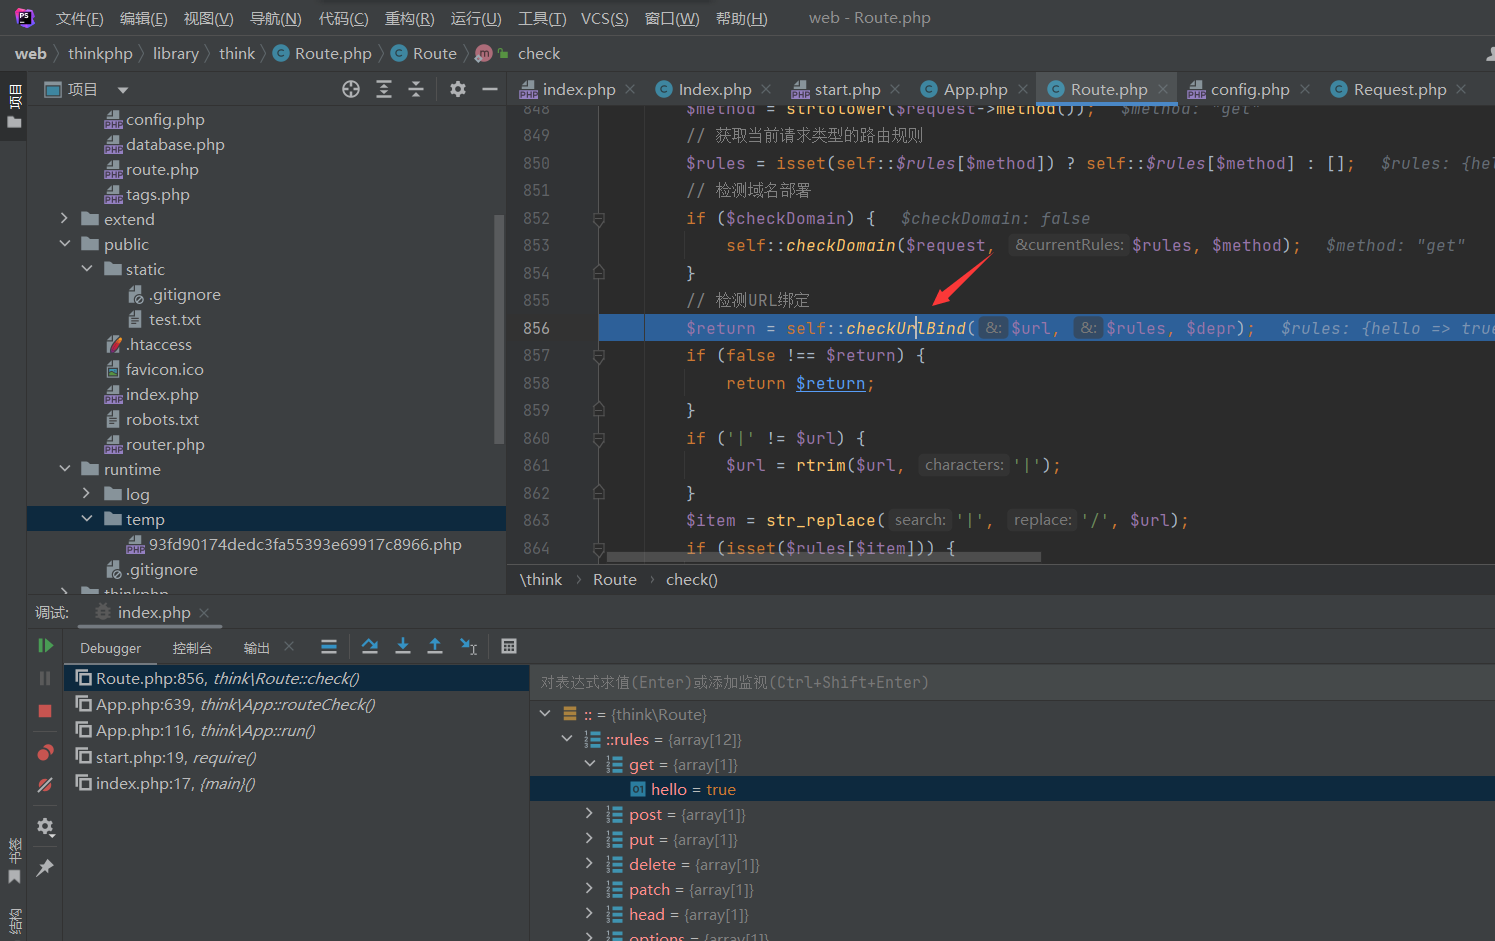 文件(F) 编辑(E) 视图(V) 导航(N) 代码(C) 重构(R) 运行(U) 工具(T) VCS(S) 窗口(W) 帮助(H) web - Route.php
web thinkphp library think Route.php Route check
项目
项目
index.php Index.php start.php App.php Route.php config.php Request.php
config.php
database.php
route.php
tags.php
extend
public
static
.gitignore
test.txt
.htaccess
favicon.ico
index.php
robots.txt
router.php
runtime
log
temp
93fd90174dedc3fa55393e69917c8966.php
.gitignore
thinkphp
848 $method = strtolower($request->method()); $method: "get"
849 // 获取当前请求类型的路由规则
850 $rules = isset(self::$rules[$method]) ? self::$rules[$method] : []; $rules: {hel
851 // 检测域名部署
852 if ($checkDomain) { $checkDomain: false
853 self::checkDomain($request, &currentRules: $rules, $method); $method: "get"
854 }
855 // 检测URL绑定
856 $return = self::checkUrlBind( &: $url, &: $rules, $depr); $rules: {hello => true
857 if (false !== $return) {
858 return $return;
859 }
860 if ('|' != $url) {
861 $url = rtrim($url, characters: '|');
862 }
863 $item = str_replace( search: '|', replace: '/', $url);
864 if (isset($rules[$item])) {
\think Route check()
调试: index.php
Debugger 控制台 输出
Route.php:856, think\Route::check()
App.php:639, think\App::routeCheck()
App.php:116, think\App::run()
start.php:19, require()
index.php:17, {main}()
对表达式求值(Enter)或添加监视(Ctrl+Shift+Enter)
:: = {think\Route}
::rules = {array[12]}
get = {array[1]}
hello = true
post = {array[1]}
put = {array[1]}
delete = {array[1]}
patch = {array[1]}
head = {array[1]}
options = {array[1]}
书签
结构